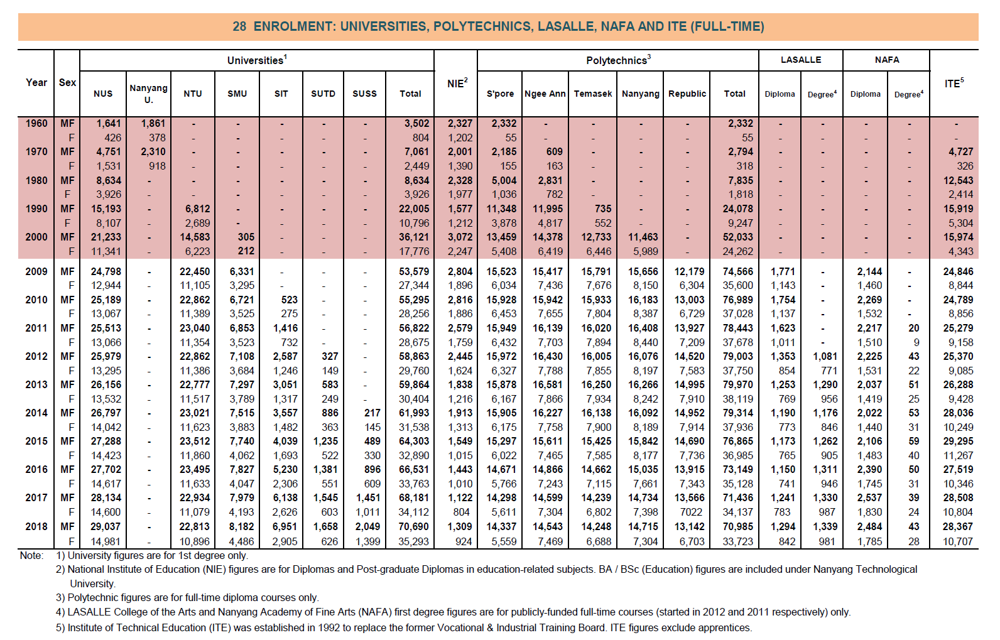 28 ENROLMENT: UNIVERSITIES, POLYTECHNICS, LASALLE, NAFA AND ITE (FULL-TIME)
Year Sex Universities1 NIE2 Polytechnics3 LASALLE NAFA ITE5
NUS Nanyang U. NTU SMU SIT SUTD SUSS Total S'pore Ngee Ann Temasek Nanyang Republic Total Diploma Degree4 Diploma Degree4
1960 MF 1,641 1,861 - - - - - 3,502 2,327 2,332 - - - - 2,332 - - - - -
F 426 378 - - - - - 804 1,202 55 - - - - 55 - - - - -
1970 MF 4,751 2,310 - - - - - 7,061 2,001 2,185 609 - - - 2,794 - - - - 4,727
F 1,531 918 - - - - - 2,449 1,390 155 163 - - - 318 - - - - 326
1980 MF 8,634 - - - - - - 8,634 2,328 5,004 2,831 - - - 7,835 - - - - 12,543
F 3,926 - - - - - - 3,926 1,977 1,036 782 - - - 1,818 - - - - 2,414
1990 MF 15,193 - 6,812 - - - - 22,005 1,577 11,348 11,995 735 - - 24,078 - - - - 15,919
F 8,107 - 2,689 - - - - 10,796 1,212 3,878 4,817 552 - - 9,247 - - - - 5,304
2000 MF 21,233 - 14,583 305 - - - 36,121 3,072 13,459 14,378 12,733 11,463 - 52,033 - - - - 15,974
F 11,341 - 6,223 212 - - - 17,776 2,247 5,408 6,419 6,446 5,989 - 24,262 - - - - 4,343
2009 MF 24,798 - 22,450 6,331 - - - 53,579 2,804 15,523 15,417 15,791 15,656 12,179 74,566 1,771 - 2,144 - 24,846
F 12,944 - 11,105 3,295 - - - 27,344 1,896 6,034 7,436 7,676 8,150 6,304 35,600 1,143 - 1,460 - 8,844
2010 MF 25,189 - 22,862 6,721 523 - - 55,295 2,816 15,928 15,942 15,933 16,183 13,003 76,989 1,754 - 2,269 - 24,789
F 13,067 - 11,389 3,525 275 - - 28,256 1,886 6,453 7,655 7,804 8,387 6,729 37,028 1,137 - 1,532 - 8,856
2011 MF 25,513 - 23,040 6,853 1,416 - - 56,822 2,579 15,949 16,139 16,020 16,408 13,927 78,443 1,623 - 2,217 20 25,279
F 13,066 - 11,354 3,523 732 - - 28,675 1,759 6,432 7,703 7,894 8,440 7,209 37,678 1,011 - 1,510 9 9,158
2012 MF 25,979 - 22,862 7,108 2,587 327 - 58,863 2,445 15,972 16,430 16,005 16,076 14,520 79,003 1,353 1,081 2,225 43 25,370
F 13,295 - 11,386 3,684 1,246 149 - 29,760 1,624 6,327 7,788 7,855 8,197 7,583 37,750 854 771 1,531 22 9,085
2013 MF 26,156 - 22,777 7,297 3,051 583 - 59,864 1,838 15,878 16,581 16,250 16,266 14,995 79,970 1,253 1,290 2,037 51 26,288
F 13,532 - 11,517 3,789 1,317 249 - 30,404 1,216 6,167 7,866 7,934 8,242 7,910 38,119 769 956 1,419 25 9,428
2014 MF 26,797 - 23,021 7,515 3,557 886 217 61,993 1,913 15,905 16,227 16,138 16,092 14,952 79,314 1,190 1,176 2,022 53 28,036
F 14,042 - 11,623 3,883 1,482 363 145 31,538 1,313 6,175 7,758 7,900 8,189 7,914 37,936 773 846 1,440 31 10,249
2015 MF 27,288 - 23,512 7,740 4,039 1,235 489 64,303 1,549 15,297 15,611 15,425 15,842 14,690 76,865 1,173 1,262 2,106 59 29,295
F 14,423 - 11,860 4,062 1,693 522 330 32,890 1,015 6,022 7,465 7,585 8,177 7,736 36,985 765 905 1,483 40 11,267
2016 MF 27,702 - 23,495 7,827 5,230 1,381 896 66,531 1,443 14,671 14,866 14,662 15,035 13,915 73,149 1,150 1,311 2,390 50 27,519
F 14,617 - 11,633 4,047 2,306 551 609 33,763 1,010 5,766 7,243 7,115 7,661 7,343 35,128 741 946 1,745 31 10,346
2017 MF 28,134 - 22,934 7,979 6,138 1,545 1,451 68,181 1,122 14,298 14,599 14,239 14,734 13,566 71,436 1,241 1,330 2,537 39 28,508
F 14,600 - 11,079 4,193 2,626 603 1,011 34,112 804 5,611 7,304 6,802 7,398 7022 34,137 783 987 1,830 24 10,804
2018 MF 29,037 - 22,813 8,182 6,951 1,658 2,049 70,690 1,309 14,337 14,543 14,248 14,715 13,142 70,985 1,294 1,339 2,484 43 28,367
F 14,981 - 10,896 4,486 2,905 626 1,399 35,293 924 5,559 7,469 6,688 7,304 6,703 33,723 842 981 1,785 28 10,707
Note: 1) University figures are for 1st degree only.
2) National Institute of Education (NIE) figures are for Diplomas and Post-graduate Diplomas in education-related subjects. BA / BSc (Education) figures are included under Nanyang Technological
University.
3) Polytechnic figures are for full-time diploma courses only.
4) LASALLE College of the Arts and Nanyang Academy of Fine Arts (NAFA) first degree figures are for publicly-funded full-time courses (started in 2012 and 2011 respectively) only.
5) Institute of Technical Education (ITE) was established in 1992 to replace the former Vocational & Industrial Training Board. ITE figures exclude apprentices.